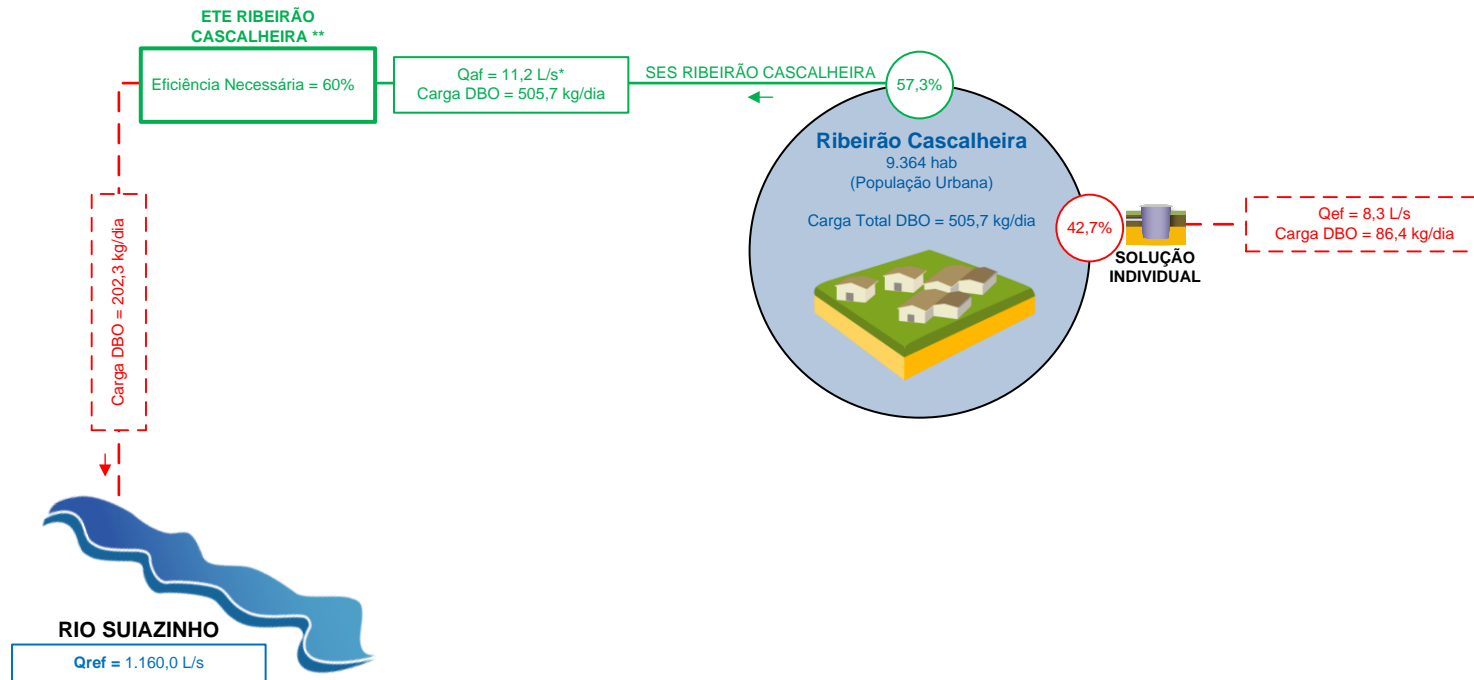 ETE RIBEIRÃO
CASCALHEIRA **
Eficiência Necessária = 60%
Qaf = 11,2 L/s*
Carga DBO = 505,7 kg/dia
SES RIBEIRÃO CASCALHEIRA
57,3%
Ribeirão Cascalheira
9.364 hab
(População Urbana)
Carga Total DBO = 505,7 kg/dia
42,7%
SOLUÇÃO
INDIVIDUAL
Qef = 8,3 L/s
Carga DBO = 86,4 kg/dia
Carga DBO = 202,3 kg/dia
RIO SUIAZINHO
Qref = 1.160,0 L/s